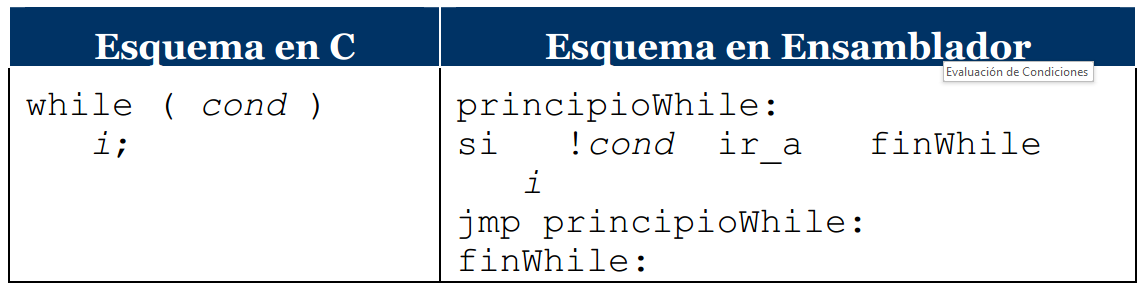 Esquema en C
Esquema en Ensamblador
Evaluación de Condiciones
while ( cond )
i;
principioWhile:
si !cond ir_a finWhile
i
jmp principioWhile:
finWhile: